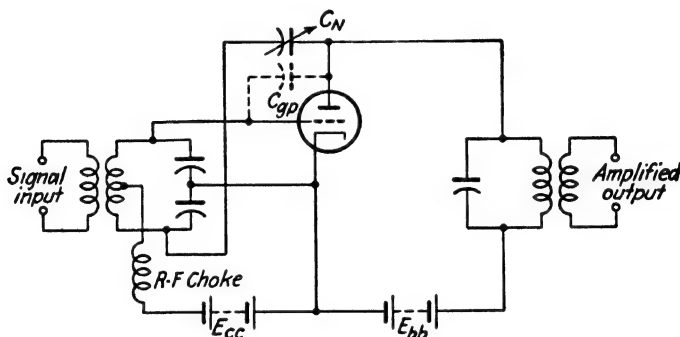 C_N
C_gp
Signal
input
Amplified
output
R-F Choke
E_cc
E_bb